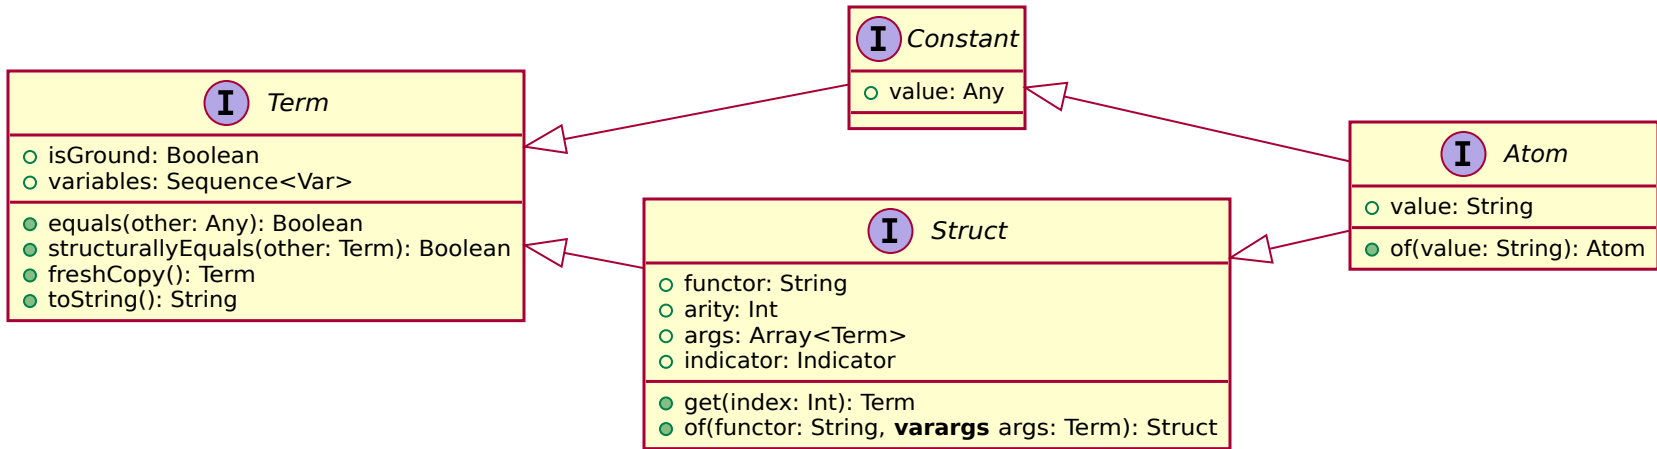 I Term
isGround: Boolean
variables: Sequence<Var>
equals(other: Any): Boolean
structurallyEquals(other: Term): Boolean
freshCopy(): Term
toString(): String
I Constant
value: Any
I Struct
functor: String
arity: Int
args: Array<Term>
indicator: Indicator
get(index: Int): Term
of(functor: String, varargs args: Term): Struct
I Atom
value: String
of(value: String): Atom